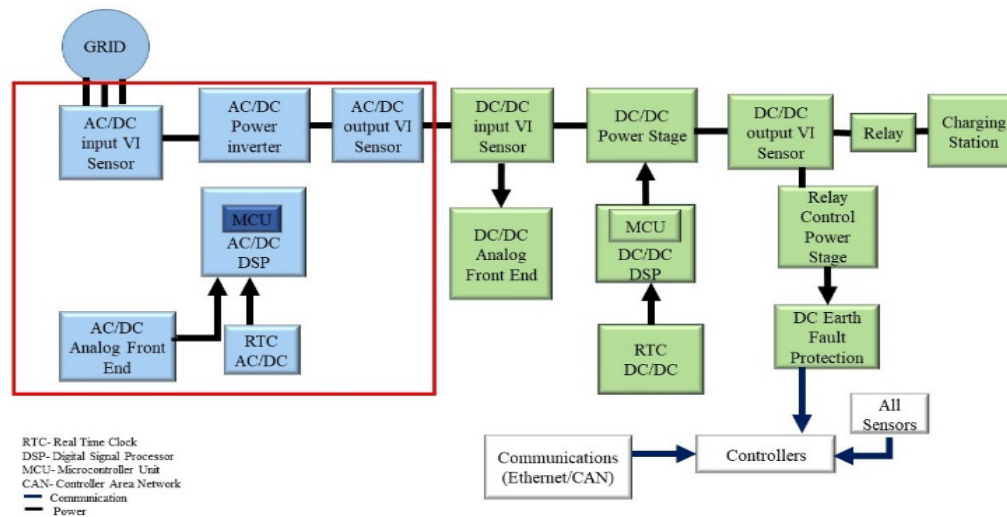 GRID
AC/DC
input VI
Sensor
AC/DC
Power
inverter
AC/DC
output VI
Sensor
DC/DC
input VI
Sensor
DC/DC
Power Stage
DC/DC
output VI
Sensor
Relay
Charging
Station
MCU
AC/DC
DSP
DC/DC
Analog
Front End
MCU
DC/DC
DSP
Relay
Control
Power
Stage
AC/DC
Analog Front
End
RTC
AC/DC
RTC
DC/DC
DC Earth
Fault
Protection
All
Sensors
Communications
(Ethernet/CAN)
Controllers
RTC- Real Time Clock
DSP- Digital Signal Processor
MCU- Microcontroller Unit
CAN- Controller Area Network
Communication
Power